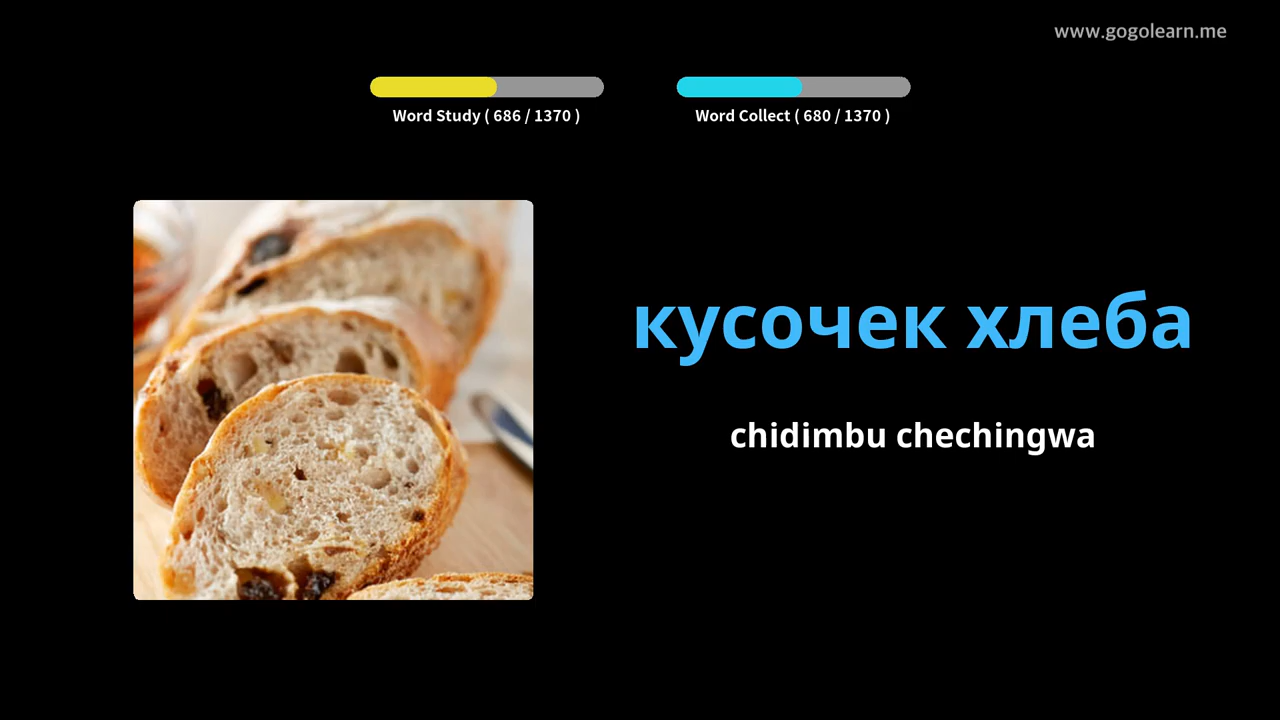 www.gogolearn.me
Word Study ( 686 / 1370 )
Word Collect ( 680 / 1370 )
кусочек хлеба
chidimbu chechingwa